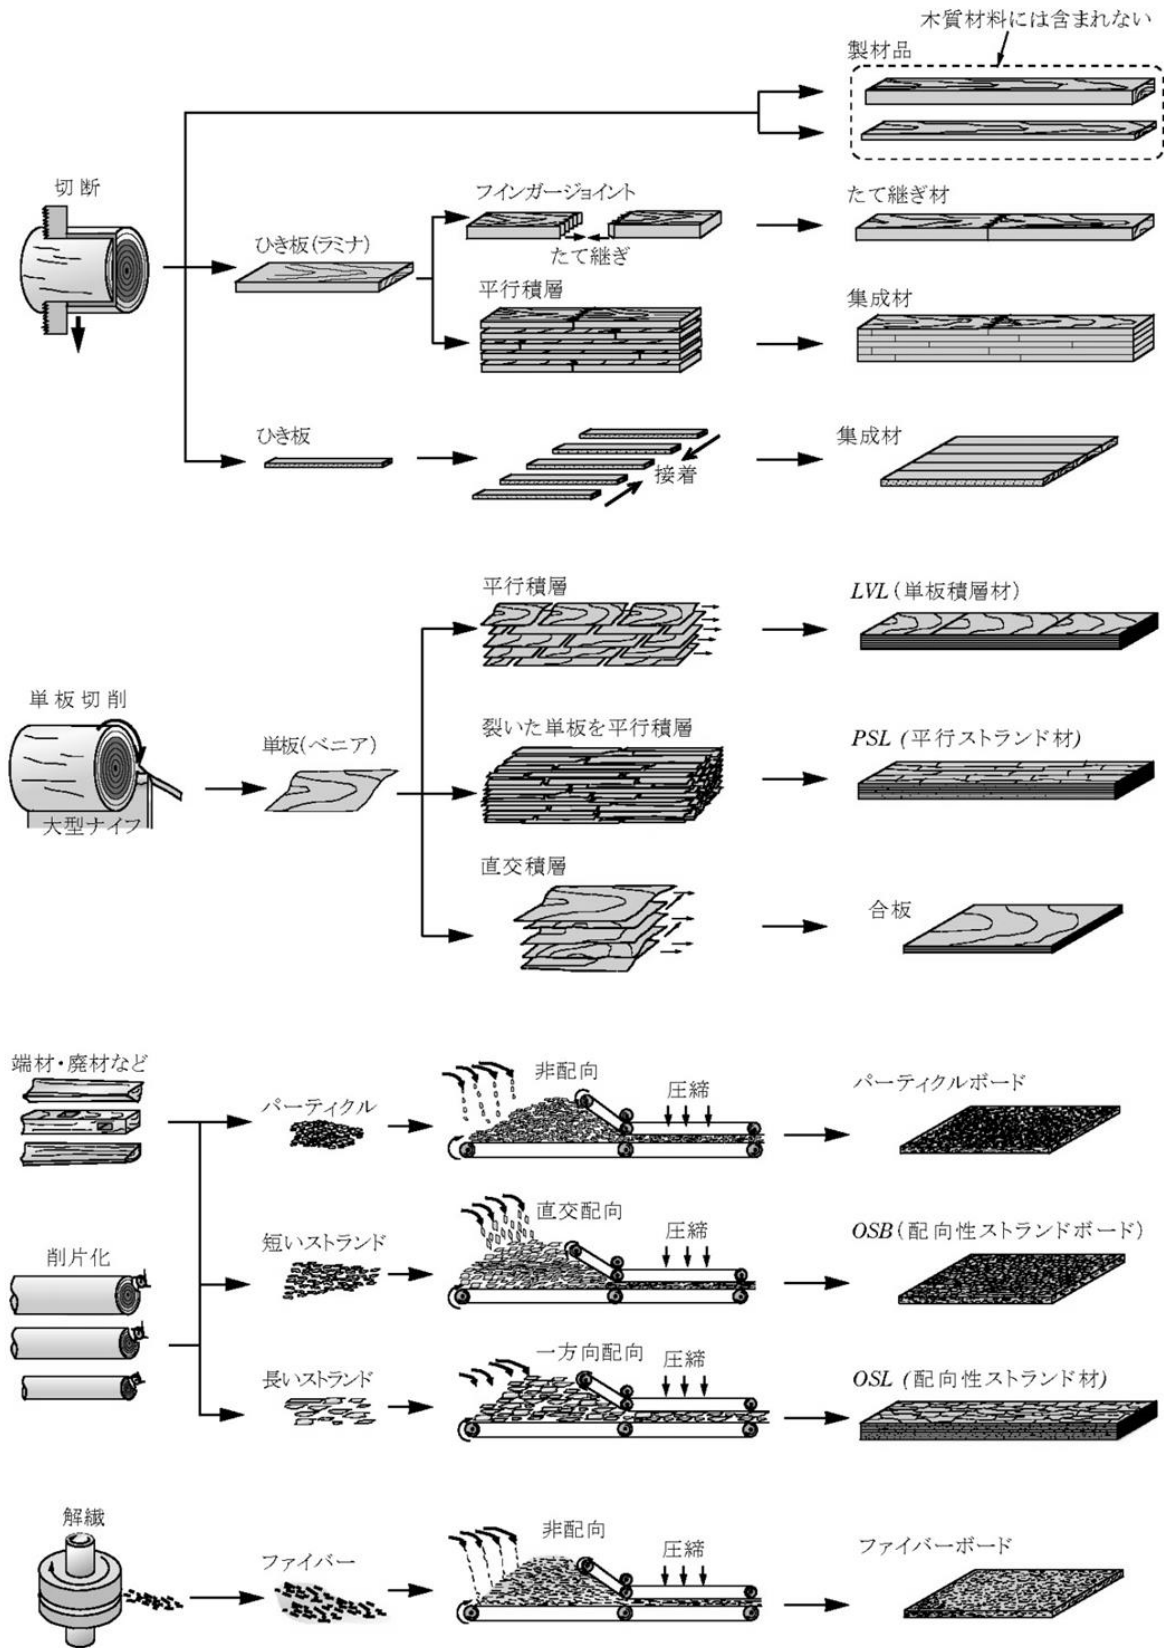 木質材料には含まれない
製材品
切断
フインガージョイント
たて継ぎ材
ひき板(ラミナ)
たて継ぎ
平行積層
集成材
ひき板
接着
集成材
平行積層
LVL(単板積層材)
単板切削
裂いた単板を平行積層
PSL(平行ストランド材)
単板(ベニア)
大型ナイフ
直交積層
合板
端材・廃材など
非配向
圧締
パーティクルボード
パーティクル
直交配向
圧締
OSB(配向性ストランドボード)
短いストランド
削片化
一方向配向
圧締
OSL(配向性ストランド材)
長いストランド
解繊
非配向
圧締
ファイバーボード
ファイバー